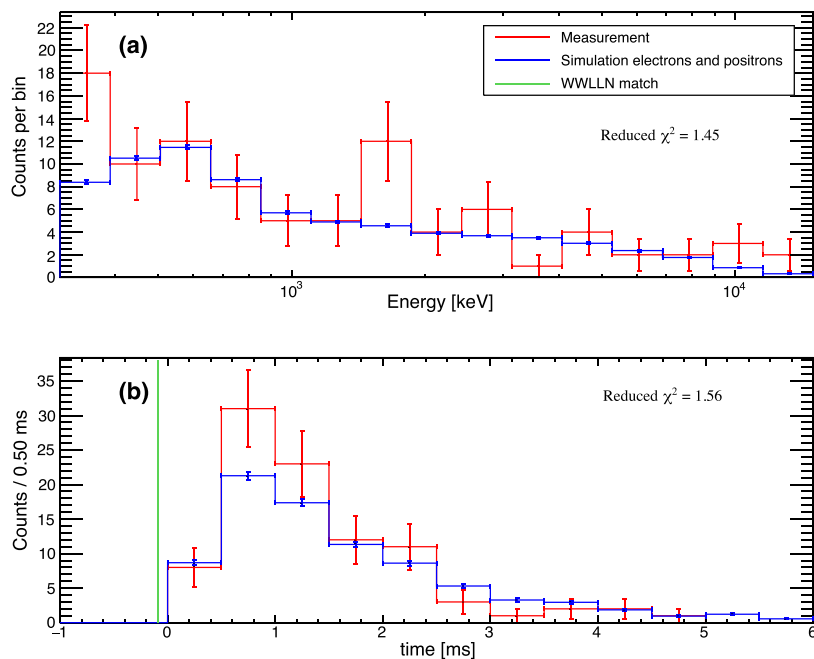 (a)
Measurement
Simulation electrons and positrons
WWLLN match
Reduced χ² = 1.45
Counts per bin
22
20
18
16
14
12
10
8
6
4
2
0
10³
10⁴
Energy [keV]
(b)
Reduced χ² = 1.56
Counts / 0.50 ms
35
30
25
20
15
10
5
0
−1 0 1 2 3 4 5 6
time [ms]